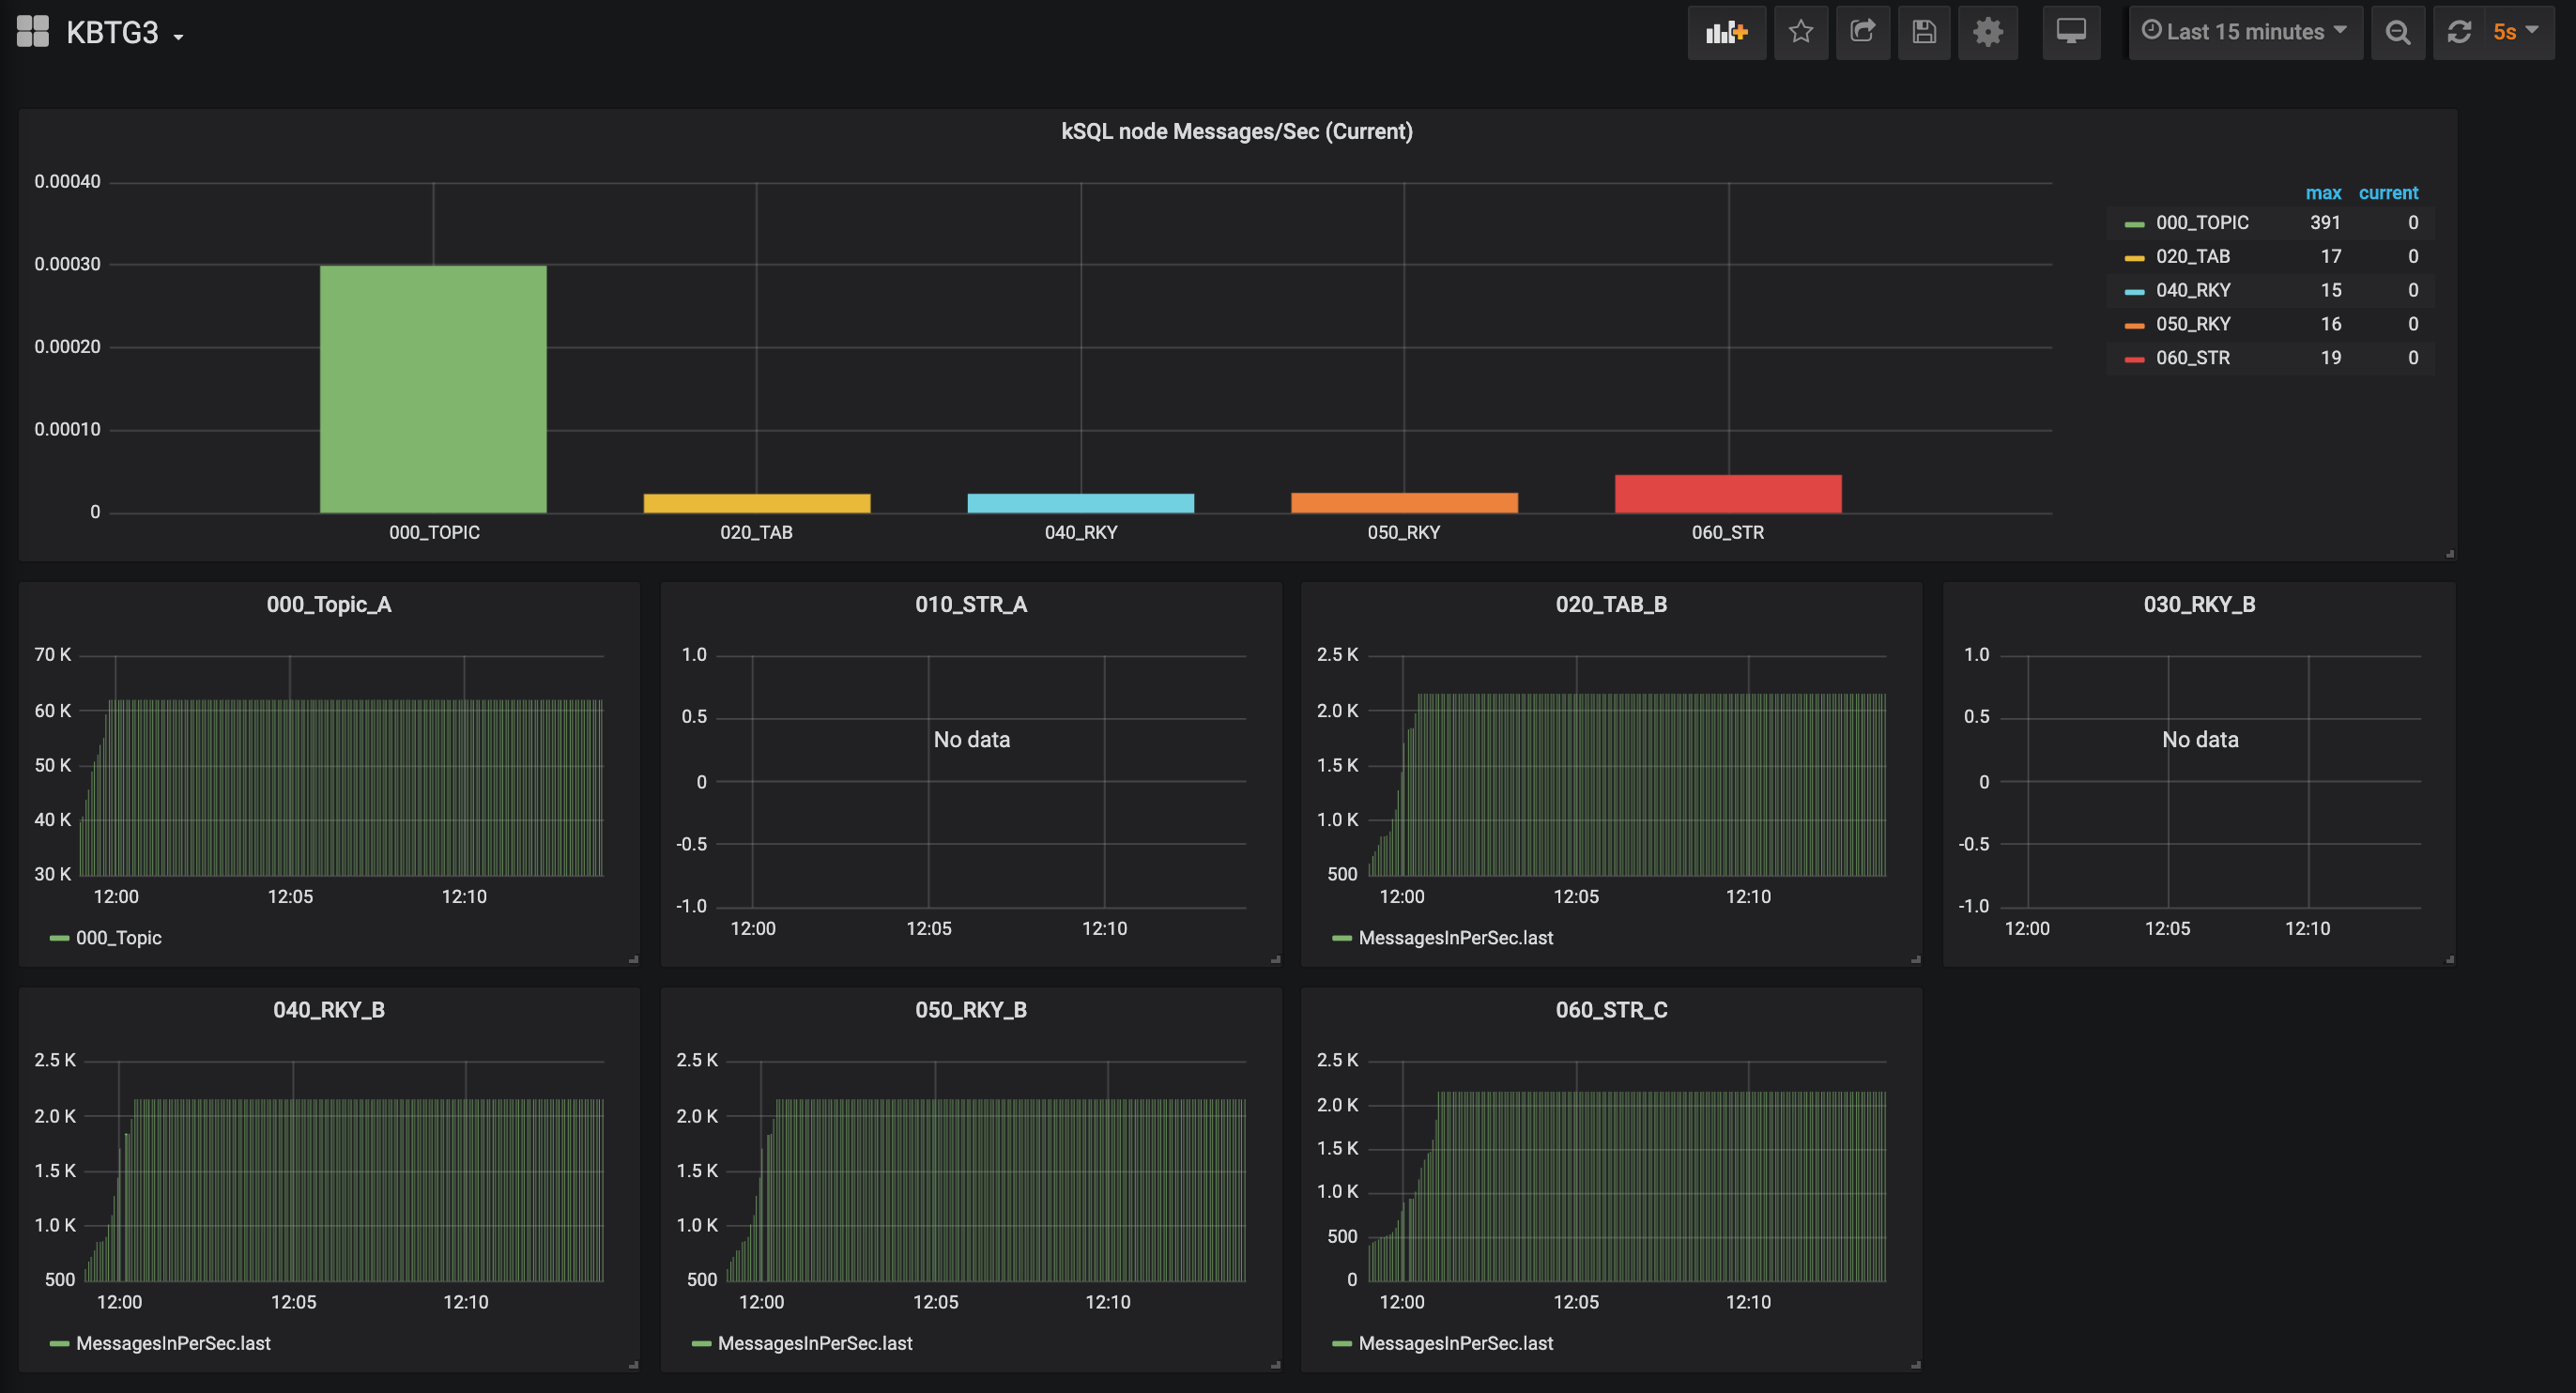 KBTG3
Last 15 minutes
5s
kSQL node Messages/Sec (Current)
0.00040
0.00030
0.00020
0.00010
0
000_TOPIC 020_TAB 040_RKY 050_RKY 060_STR
max current
000_TOPIC 391 0
020_TAB 17 0
040_RKY 15 0
050_RKY 16 0
060_STR 19 0
000_Topic_A
70 K
60 K
50 K
40 K
30 K
12:00 12:05 12:10
000_Topic
010_STR_A
1.0
0.5
No data
0
-0.5
-1.0
12:00 12:05 12:10
020_TAB_B
2.5 K
2.0 K
1.5 K
1.0 K
500
12:00 12:05 12:10
MessagesInPerSec.last
030_RKY_B
1.0
0.5
No data
0
-0.5
-1.0
12:00 12:05 12:10
040_RKY_B
2.5 K
2.0 K
1.5 K
1.0 K
500
12:00 12:05 12:10
MessagesInPerSec.last
050_RKY_B
2.5 K
2.0 K
1.5 K
1.0 K
500
12:00 12:05 12:10
MessagesInPerSec.last
060_STR_C
2.5 K
2.0 K
1.5 K
1.0 K
500
0
12:00 12:05 12:10
MessagesInPerSec.last